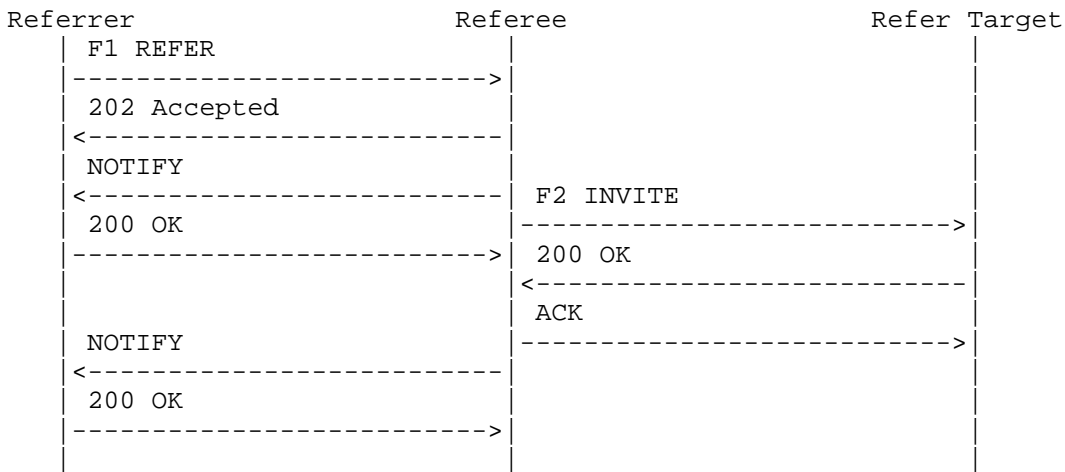 Referrer Referee Refer Target
F1 REFER
202 Accepted
NOTIFY
F2 INVITE
200 OK
200 OK
ACK
NOTIFY
200 OK